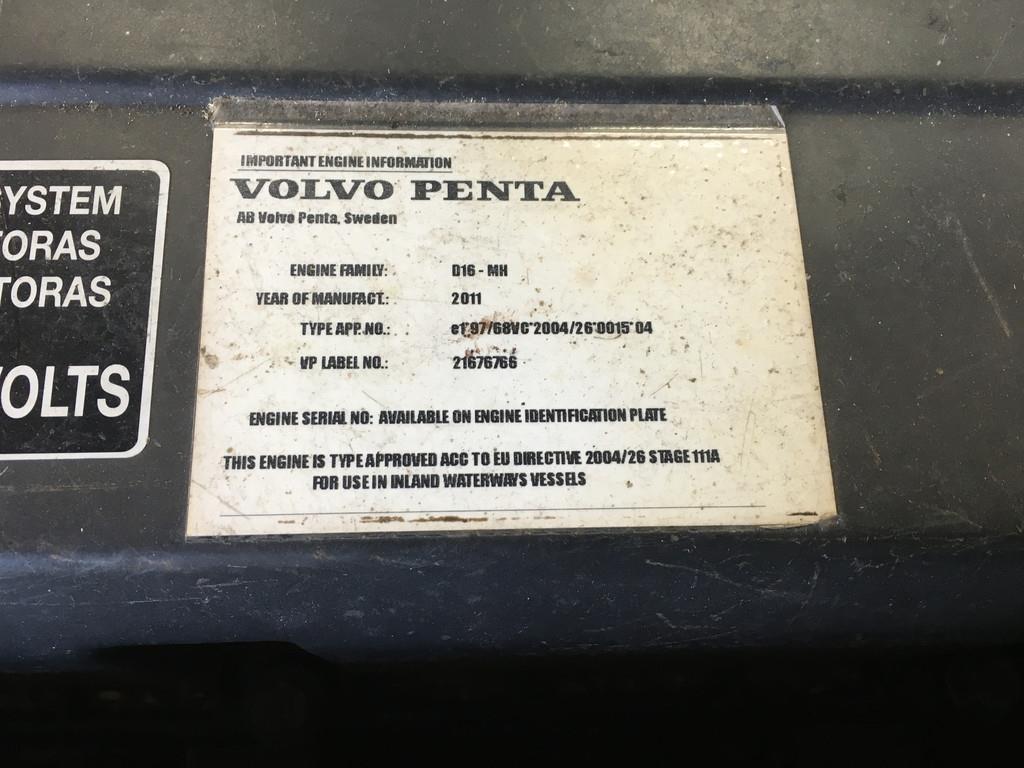 IMPORTANT ENGINE INFORMATION
VOLVO PENTA
AB Volvo Penta, Sweden
ENGINE FAMILY: D16 - MH
YEAR OF MANUFACT.: 2011
TYPE APP.NO.: e1*97/68VC*2004/26*0015*04
VP LABEL NO.: 21676766
ENGINE SERIAL NO: AVAILABLE ON ENGINE IDENTIFICATION PLATE
THIS ENGINE IS TYPE APPROVED ACC TO EU DIRECTIVE 2004/26 STAGE 111A
FOR USE IN INLAND WATERWAYS VESSELS
YSTEM
TORAS
TORAS
VOLTS